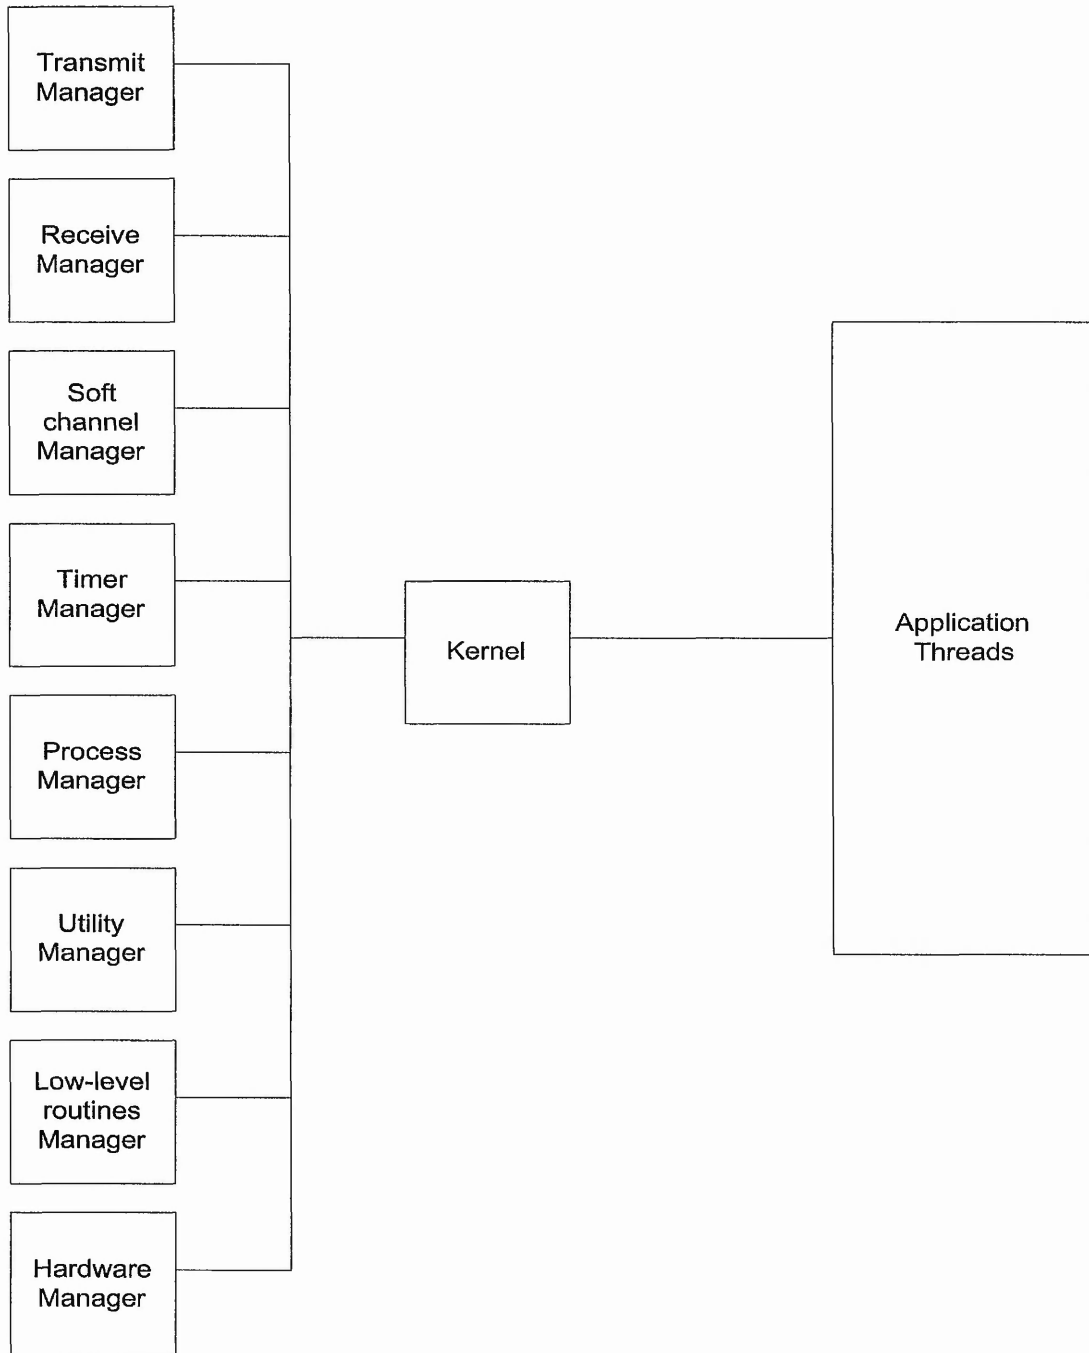 Transmit
Manager
Receive
Manager
Soft
channel
Manager
Timer
Manager
Process
Manager
Utility
Manager
Low-level
routines
Manager
Hardware
Manager
Kernel
Application
Threads